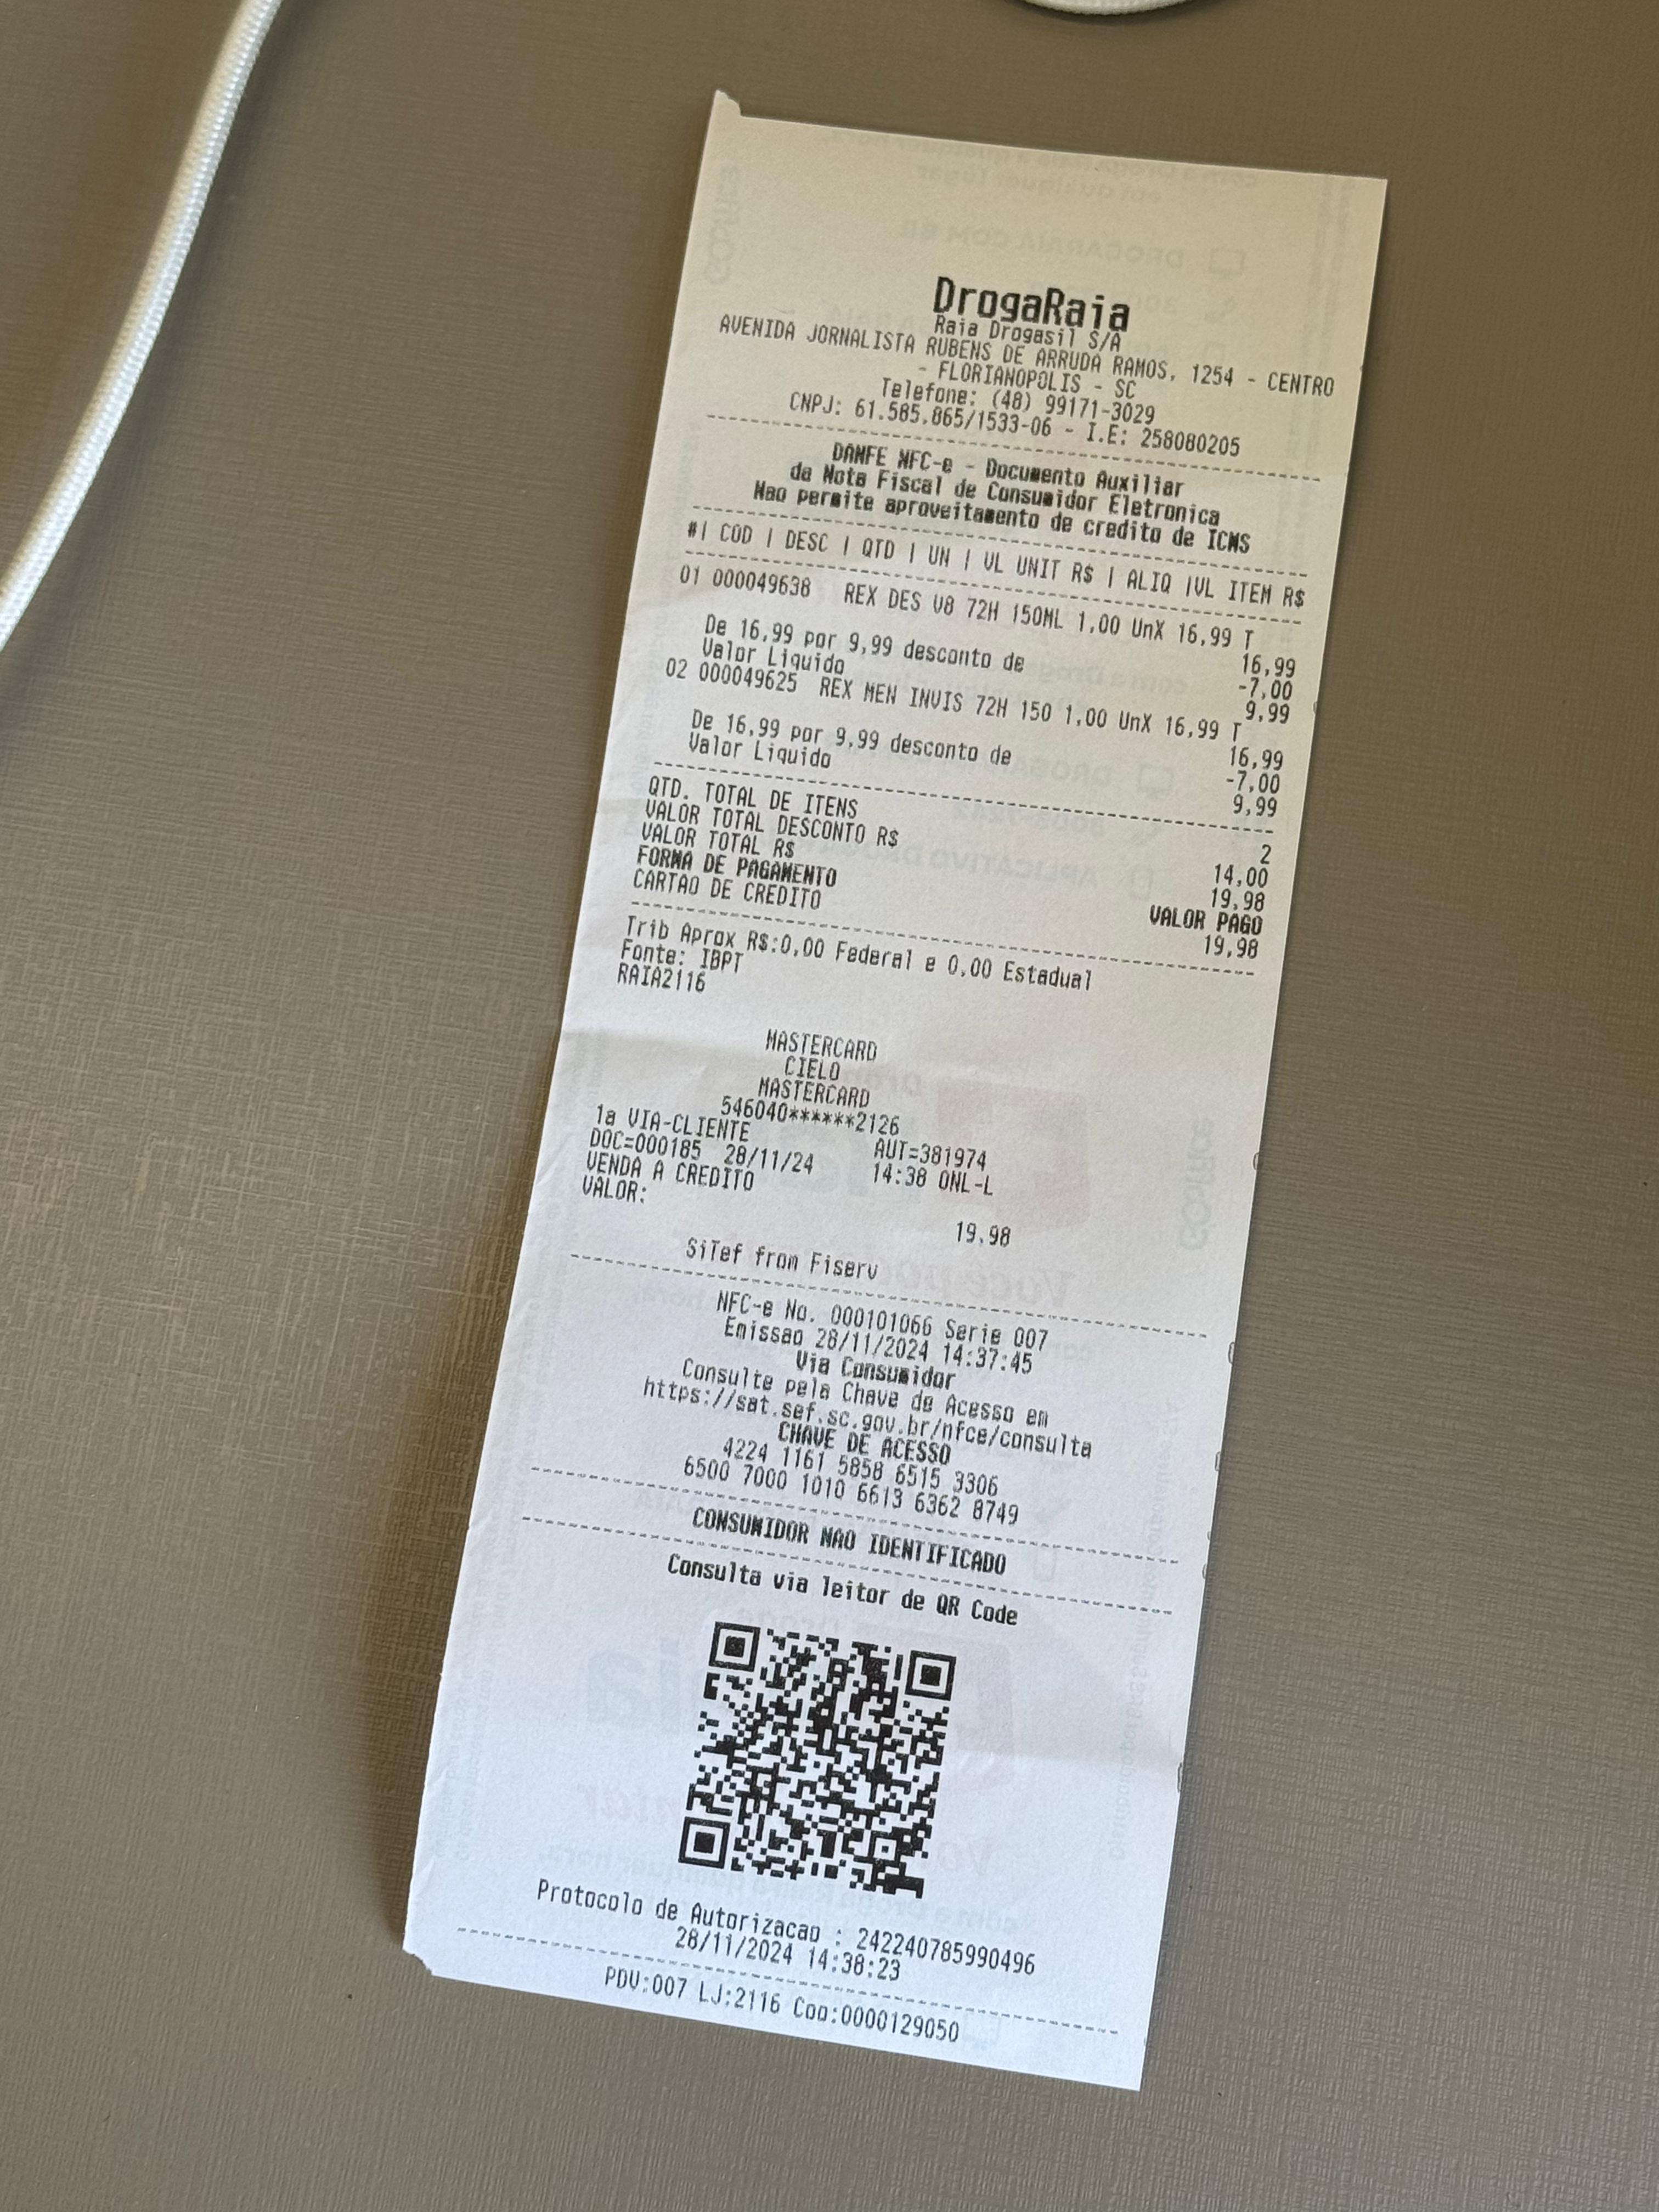 DrogaRaia
Raia Drogasil S/A
AVENIDA JORNALISTA RUBENS DE ARRUDA RAMOS, 1254 - CENTRO
- FLORIANOPOLIS - SC
Telefone: (48) 99171-3029
CNPJ: 61.585.865/1533-06 - I.E: 258080205
DANFE NFC-e - Documento Auxiliar
da Nota Fiscal de Consumidor Eletronica
Nao permite aproveitamento de credito de ICMS
#| COD | DESC | QTD | UN | VL UNIT R$ | ALIQ |VL ITEM R$
01 000049638 REX DES V8 72H 150ML 1,00 UnX 16,99 T
16,99
De 16,99 por 9,99 desconto de -7,00
Valor Liquido 9,99
02 000049625 REX MEN INVIS 72H 150 1,00 UnX 16,99 T
16,99
De 16,99 por 9,99 desconto de -7,00
Valor Liquido 9,99
QTD. TOTAL DE ITENS 2
VALOR TOTAL DESCONTO R$ 14,00
VALOR TOTAL R$ 19,98
FORMA DE PAGAMENTO VALOR PAGO
CARTAO DE CREDITO 19,98
Trib Aprox R$:0,00 Federal e 0,00 Estadual
Fonte: IBPT
RAIA2116
MASTERCARD
CIELO
MASTERCARD
546040******2126
1a VIA-CLIENTE AUT=381974
DOC=000185 28/11/24 14:38 ONL-L
VENDA A CREDITO
VALOR: 19,98
SiTef from Fiserv
NFC-e No. 000101066 Serie 007
Emissao 28/11/2024 14:37:45
Via Consumidor
Consulte pela Chave de Acesso em
https://sat.sef.sc.gov.br/nfce/consulta
CHAVE DE ACESSO
4224 1161 5858 6515 3306
6500 7000 1010 6613 6362 8749
CONSUMIDOR NAO IDENTIFICADO
Consulta via leitor de QR Code
Protocolo de Autorizacao : 242240785990496
28/11/2024 14:38:23
PDV:007 LJ:2116 Coo:0000129050